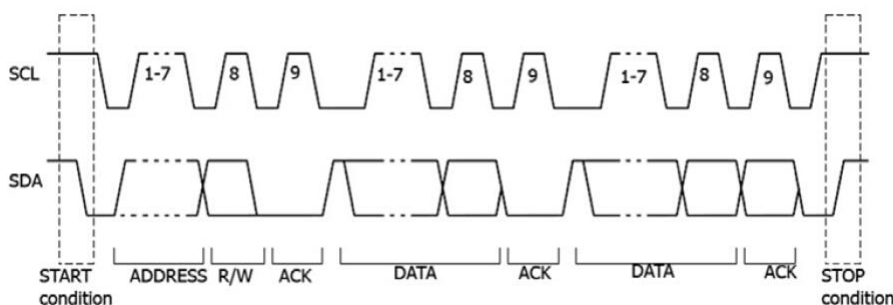 SCL
1-7 8 9 1-7 8 9 1-7 8 9
SDA
START ADDRESS R/W ACK DATA ACK DATA ACK STOP
condition condition